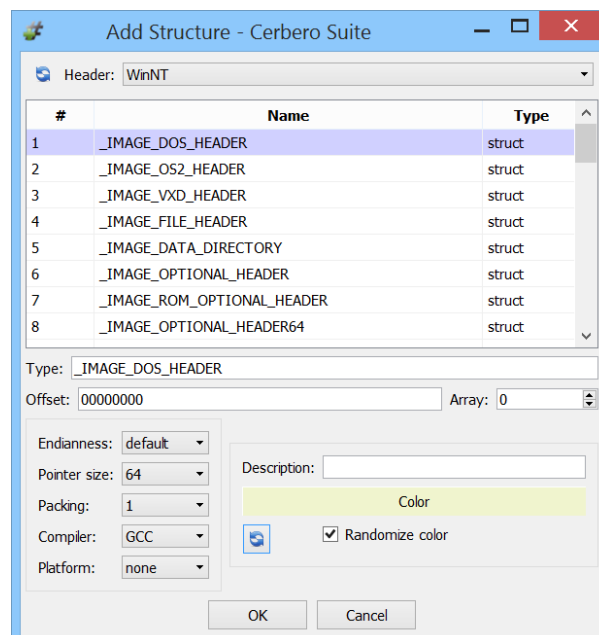 Add Structure - Cerbero Suite
Header: WinNT
# Name Type
1 _IMAGE_DOS_HEADER struct
2 _IMAGE_OS2_HEADER struct
3 _IMAGE_VXD_HEADER struct
4 _IMAGE_FILE_HEADER struct
5 _IMAGE_DATA_DIRECTORY struct
6 _IMAGE_OPTIONAL_HEADER struct
7 _IMAGE_ROM_OPTIONAL_HEADER struct
8 _IMAGE_OPTIONAL_HEADER64 struct
Type: _IMAGE_DOS_HEADER
Offset: 00000000 Array: 0
Endianness: default
Pointer size: 64
Packing: 1
Compiler: GCC
Platform: none
Description:
Color
Randomize color
OK Cancel